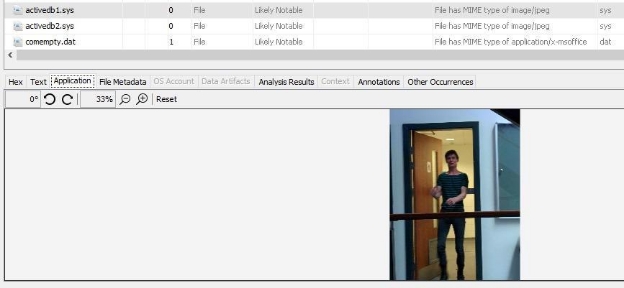 activedb1.sys 0 File Likely Notable File has MIME type of image/jpeg sys
activedb2.sys 0 File Likely Notable File has MIME type of image/jpeg sys
comempty.dat 1 File Likely Notable File has MIME type of application/x-msoffice dat
Hex Text Application File Metadata OS Account Data Artifacts Analysis Results Context Annotations Other Occurrences
0° 33% Reset